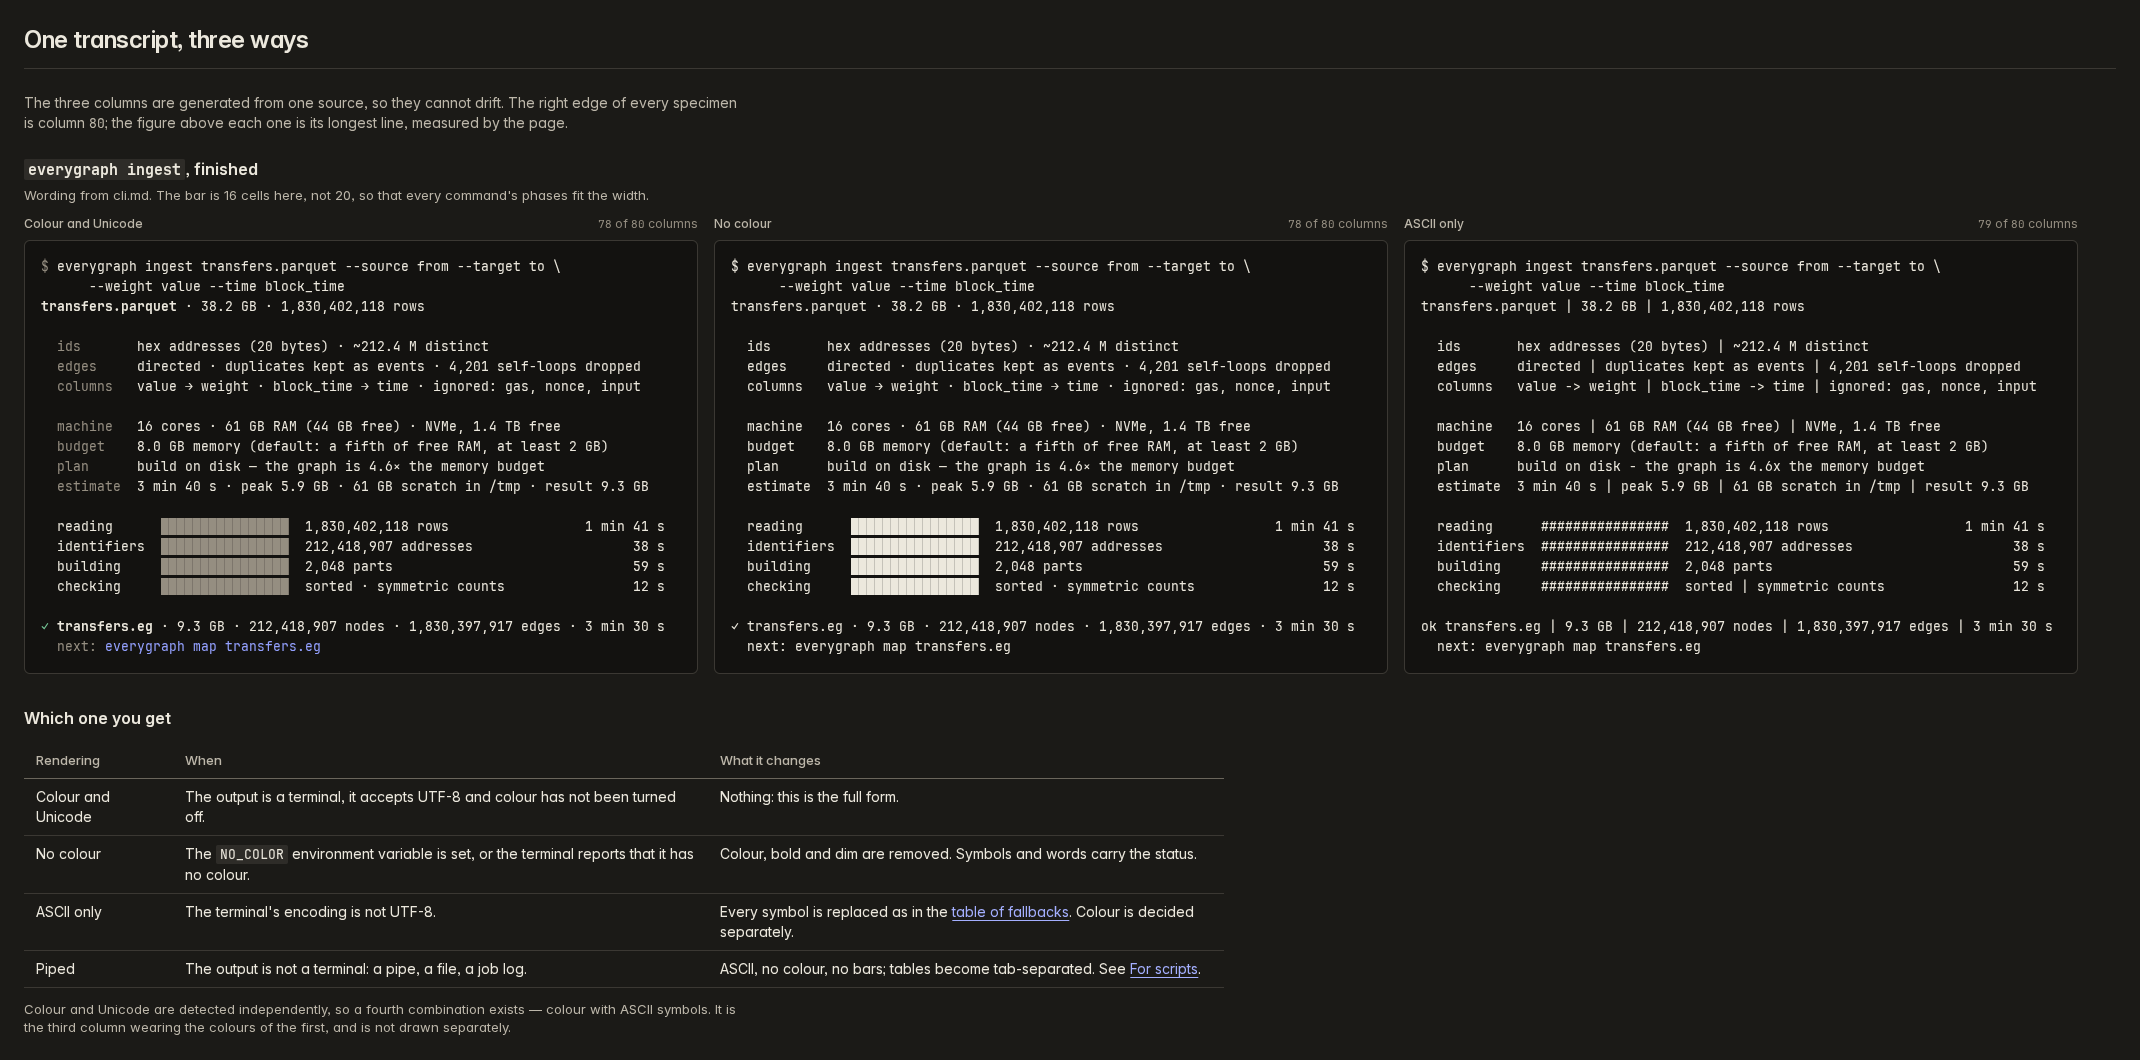 One transcript, three ways
The three columns are generated from one source, so they cannot drift. The right edge of every specimen
is column 80; the figure above each one is its longest line, measured by the page.
everygraph ingest, finished
Wording from cli.md. The bar is 16 cells here, not 20, so that every command's phases fit the width.
Colour and Unicode 78 of 80 columns
$ everygraph ingest transfers.parquet --source from --target to \
--weight value --time block_time
transfers.parquet · 38.2 GB · 1,830,402,118 rows
ids hex addresses (20 bytes) · ~212.4 M distinct
edges directed · duplicates kept as events · 4,201 self-loops dropped
columns value → weight · block_time → time · ignored: gas, nonce, input
machine 16 cores · 61 GB RAM (44 GB free) · NVMe, 1.4 TB free
budget 8.0 GB memory (default: a fifth of free RAM, at least 2 GB)
plan build on disk — the graph is 4.6× the memory budget
estimate 3 min 40 s · peak 5.9 GB · 61 GB scratch in /tmp · result 9.3 GB
reading ████████████████ 1,830,402,118 rows 1 min 41 s
identifiers ████████████████ 212,418,907 addresses 38 s
building ████████████████ 2,048 parts 59 s
checking ████████████████ sorted · symmetric counts 12 s
✓ transfers.eg · 9.3 GB · 212,418,907 nodes · 1,830,397,917 edges · 3 min 30 s
next: everygraph map transfers.eg
No colour 78 of 80 columns
$ everygraph ingest transfers.parquet --source from --target to \
--weight value --time block_time
transfers.parquet · 38.2 GB · 1,830,402,118 rows
ids hex addresses (20 bytes) · ~212.4 M distinct
edges directed · duplicates kept as events · 4,201 self-loops dropped
columns value → weight · block_time → time · ignored: gas, nonce, input
machine 16 cores · 61 GB RAM (44 GB free) · NVMe, 1.4 TB free
budget 8.0 GB memory (default: a fifth of free RAM, at least 2 GB)
plan build on disk — the graph is 4.6× the memory budget
estimate 3 min 40 s · peak 5.9 GB · 61 GB scratch in /tmp · result 9.3 GB
reading ████████████████ 1,830,402,118 rows 1 min 41 s
identifiers ████████████████ 212,418,907 addresses 38 s
building ████████████████ 2,048 parts 59 s
checking ████████████████ sorted · symmetric counts 12 s
✓ transfers.eg · 9.3 GB · 212,418,907 nodes · 1,830,397,917 edges · 3 min 30 s
next: everygraph map transfers.eg
ASCII only 79 of 80 columns
$ everygraph ingest transfers.parquet --source from --target to \
--weight value --time block_time
transfers.parquet | 38.2 GB | 1,830,402,118 rows
ids hex addresses (20 bytes) | ~212.4 M distinct
edges directed | duplicates kept as events | 4,201 self-loops dropped
columns value -> weight | block_time -> time | ignored: gas, nonce, input
machine 16 cores | 61 GB RAM (44 GB free) | NVMe, 1.4 TB free
budget 8.0 GB memory (default: a fifth of free RAM, at least 2 GB)
plan build on disk - the graph is 4.6x the memory budget
estimate 3 min 40 s | peak 5.9 GB | 61 GB scratch in /tmp | result 9.3 GB
reading ################ 1,830,402,118 rows 1 min 41 s
identifiers ################ 212,418,907 addresses 38 s
building ################ 2,048 parts 59 s
checking ################ sorted | symmetric counts 12 s
ok transfers.eg | 9.3 GB | 212,418,907 nodes | 1,830,397,917 edges | 3 min 30 s
next: everygraph map transfers.eg
Which one you get
Rendering When What it changes
Colour and The output is a terminal, it accepts UTF-8 and colour has not been turned Nothing: this is the full form.
Unicode off.
No colour The NO_COLOR environment variable is set, or the terminal reports that it has Colour, bold and dim are removed. Symbols and words carry the status.
no colour.
ASCII only The terminal's encoding is not UTF-8. Every symbol is replaced as in the table of fallbacks. Colour is decided
separately.
Piped The output is not a terminal: a pipe, a file, a job log. ASCII, no colour, no bars; tables become tab-separated. See For scripts.
Colour and Unicode are detected independently, so a fourth combination exists — colour with ASCII symbols. It is
the third column wearing the colours of the first, and is not drawn separately.